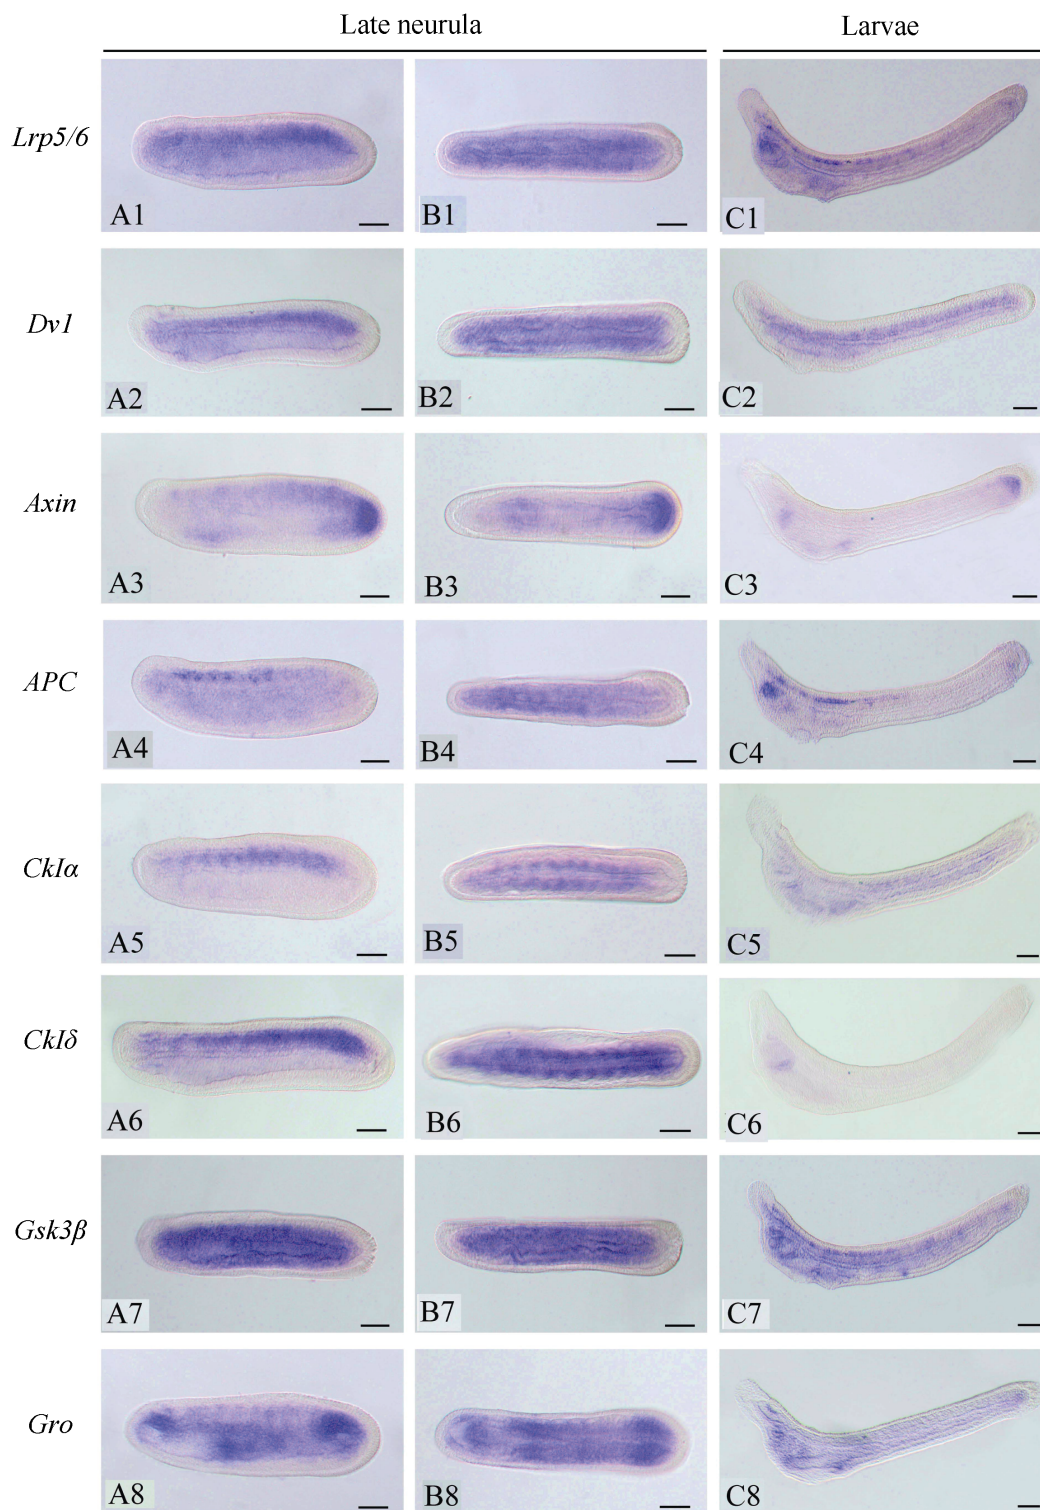 Late neurula Larvae
Lrp5/6
A1 B1 C1
Dvl
A2 B2 C2
Axin
A3 B3 C3
APC
A4 B4 C4
CkIα
A5 B5 C5
CkIδ
A6 B6 C6
Gsk3β
A7 B7 C7
Gro
A8 B8 C8